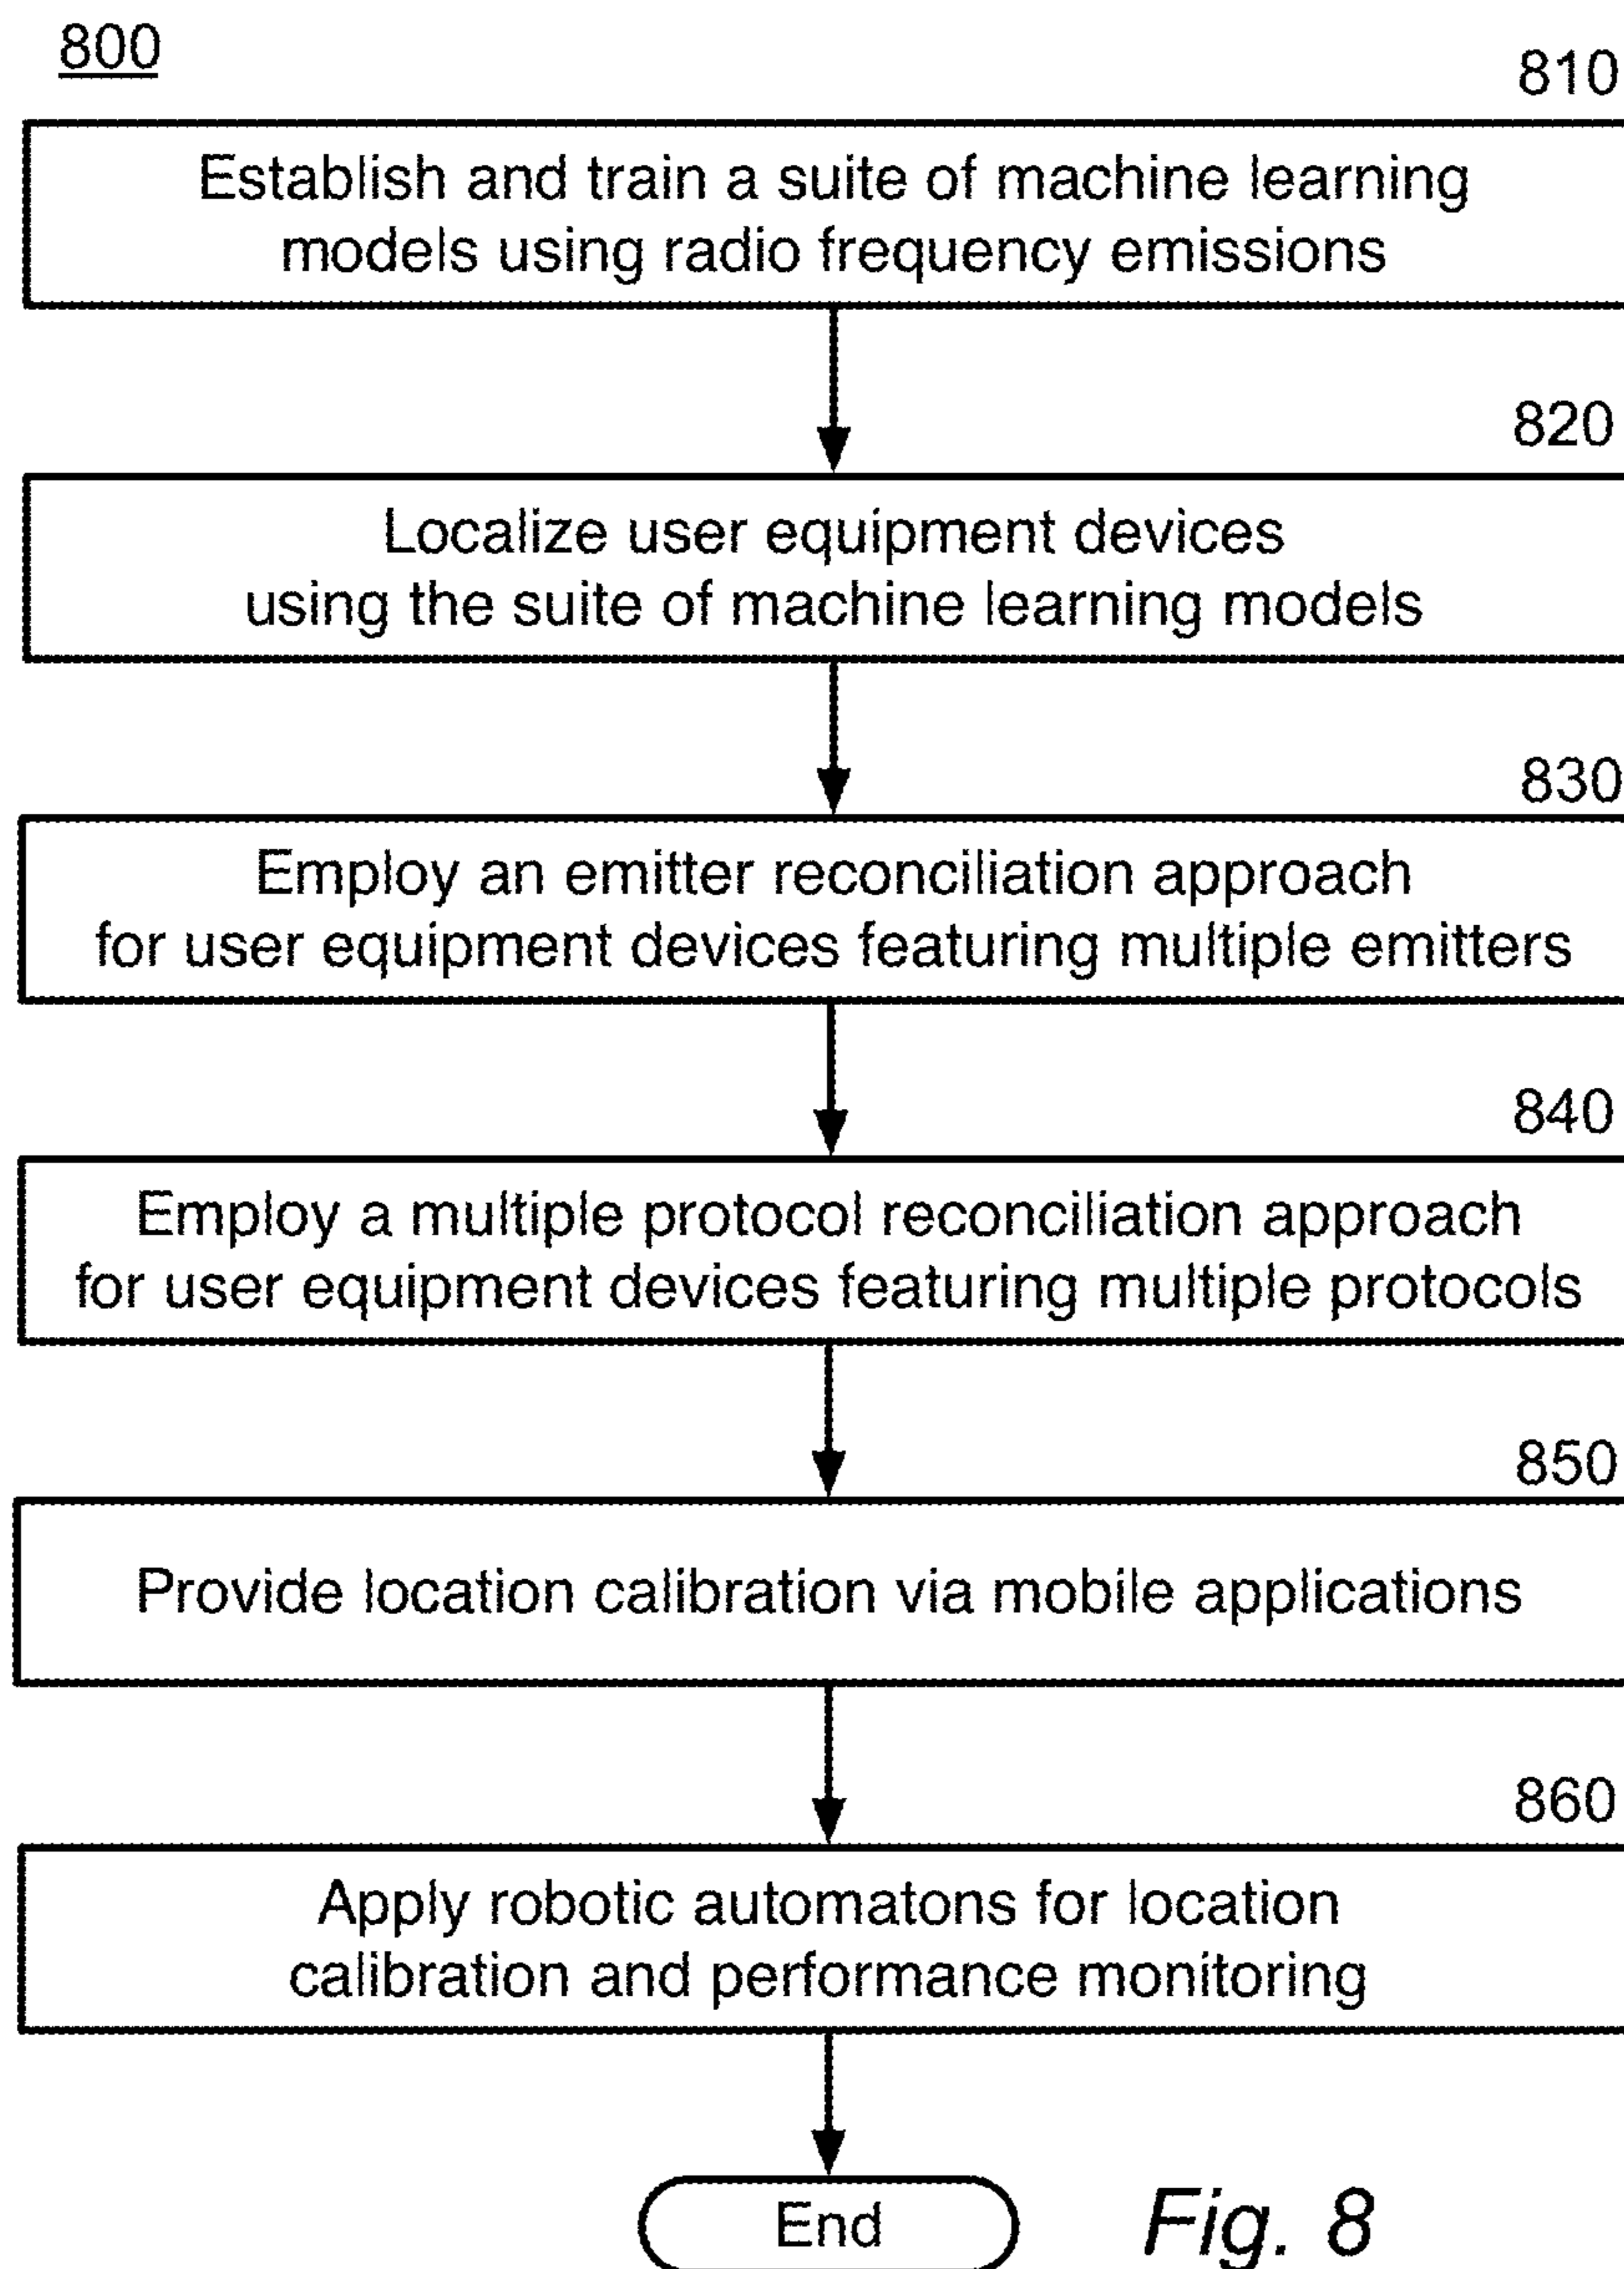 800
810
Establish and train a suite of machine learning
models using radio frequency emissions
820
Localize user equipment devices
using the suite of machine learning models
830
Employ an emitter reconciliation approach
for user equipment devices featuring multiple emitters
840
Employ a multiple protocol reconciliation approach
for user equipment devices featuring multiple protocols
850
Provide location calibration via mobile applications
860
Apply robotic automatons for location
calibration and performance monitoring
End
Fig. 8